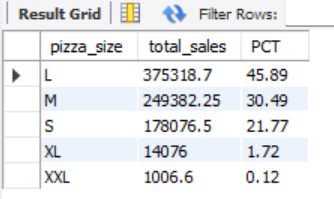 Result Grid Filter Rows:
pizza_size total_sales PCT
L 375318.7 45.89
M 249382.25 30.49
S 178076.5 21.77
XL 14076 1.72
XXL 1006.6 0.12